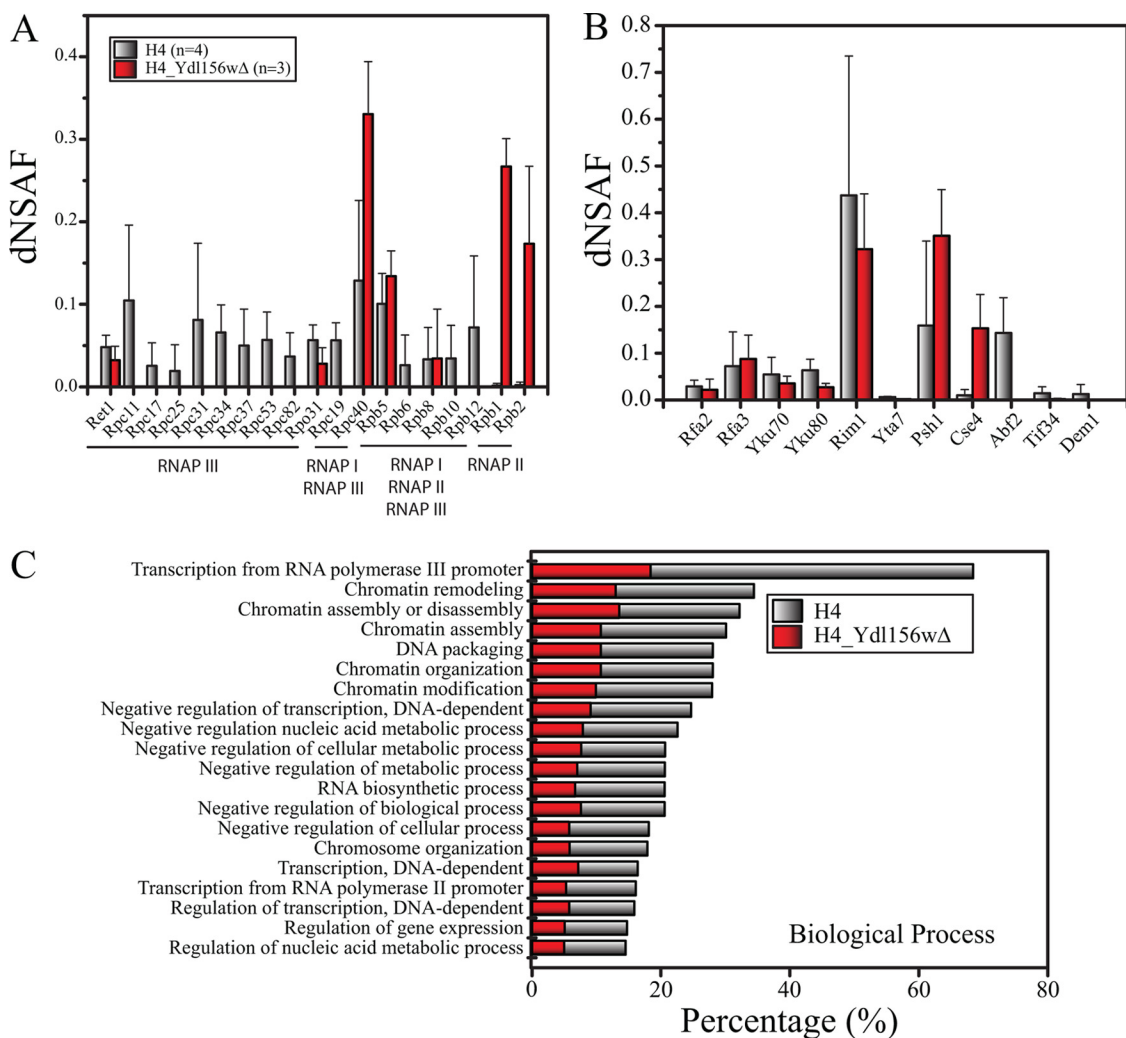 A
dNSAF
0.4
0.3
0.2
0.1
0.0
H4 (n=4)
H4_Ydl156wΔ (n=3)
Ret1
Rpc11
Rpc17
Rpc25
Rpc31
Rpc34
Rpc37
Rpc53
Rpc82
Rpo31
Rpc19
Rpc40
Rpb5
Rpb6
Rpb8
Rpb10
Rpb12
Rpb1
Rpb2
RNAP III
RNAP I
RNAP III
RNAP I
RNAP II
RNAP III
RNAP II
B
dNSAF
0.8
0.7
0.6
0.5
0.4
0.3
0.2
0.1
0.0
Rfa2
Rfa3
Yku70
Yku80
Rim1
Yta7
Psh1
Cse4
Abf2
Tif34
Dem1
C
Transcription from RNA polymerase III promoter
Chromatin remodeling
Chromatin assembly or disassembly
Chromatin assembly
DNA packaging
Chromatin organization
Chromatin modification
Negative regulation of transcription, DNA-dependent
Negative regulation nucleic acid metabolic process
Negative regulation of cellular metabolic process
Negative regulation of metabolic process
RNA biosynthetic process
Negative regulation of biological process
Negative regulation of cellular process
Chromosome organization
Transcription, DNA-dependent
Transcription from RNA polymerase II promoter
Regulation of transcription, DNA-dependent
Regulation of gene expression
Regulation of nucleic acid metabolic process
H4
H4_Ydl156wΔ
Biological Process
0
20
40
60
80
Percentage (%)